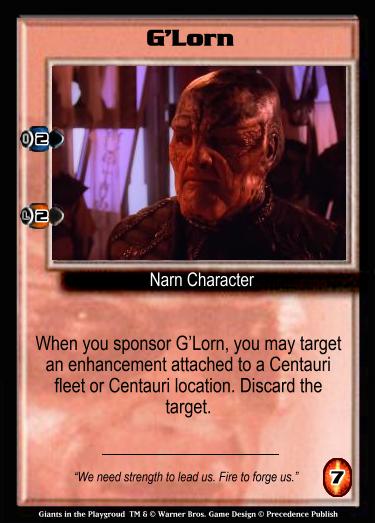 G'Lorn
D 2
L 2
Narn Character
When you sponsor G'Lorn, you may target
an enhancement attached to a Centauri
fleet or Centauri location. Discard the
target.
"We need strength to lead us. Fire to forge us."
7
Giants in the Playgroud TM & © Warner Bros. Game Design © Precedence Publish